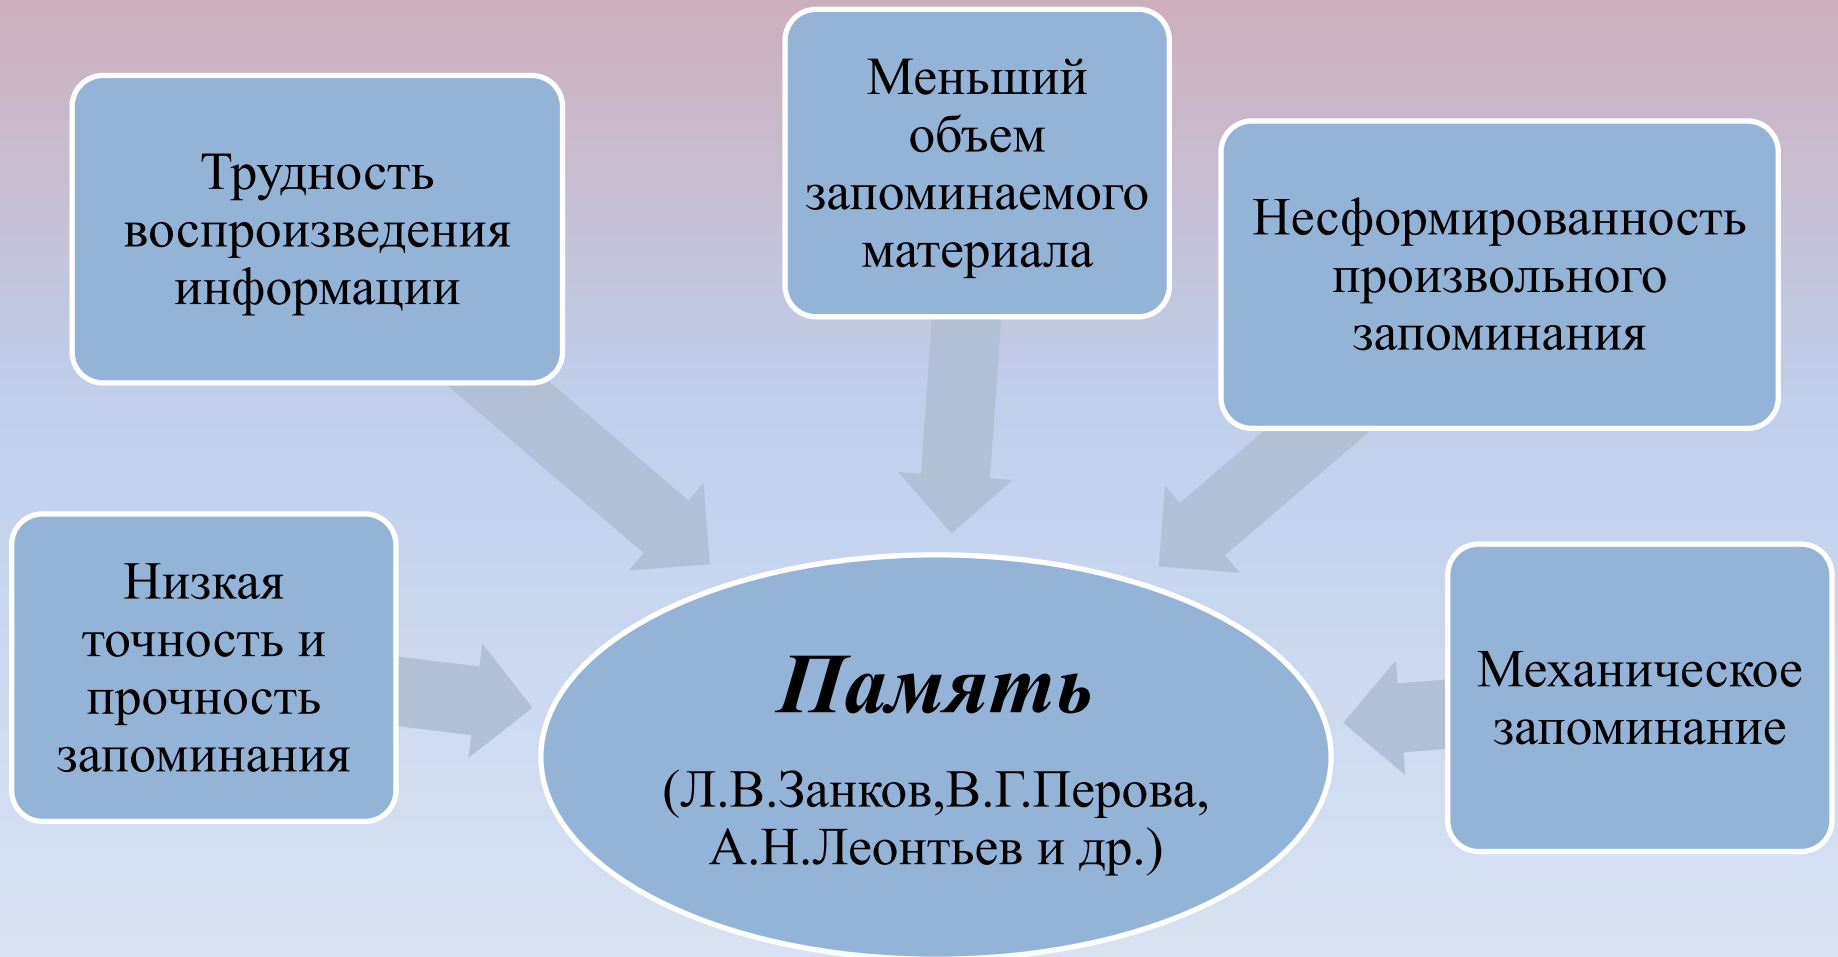 Трудность
воспроизведения
информации
Меньший
объем
запоминаемого
материала
Несформированность
произвольного
запоминания
Низкая
точность и
прочность
запоминания
Память
(Л.В.Занков,В.Г.Перова,
А.Н.Леонтьев и др.)
Механическое
запоминание